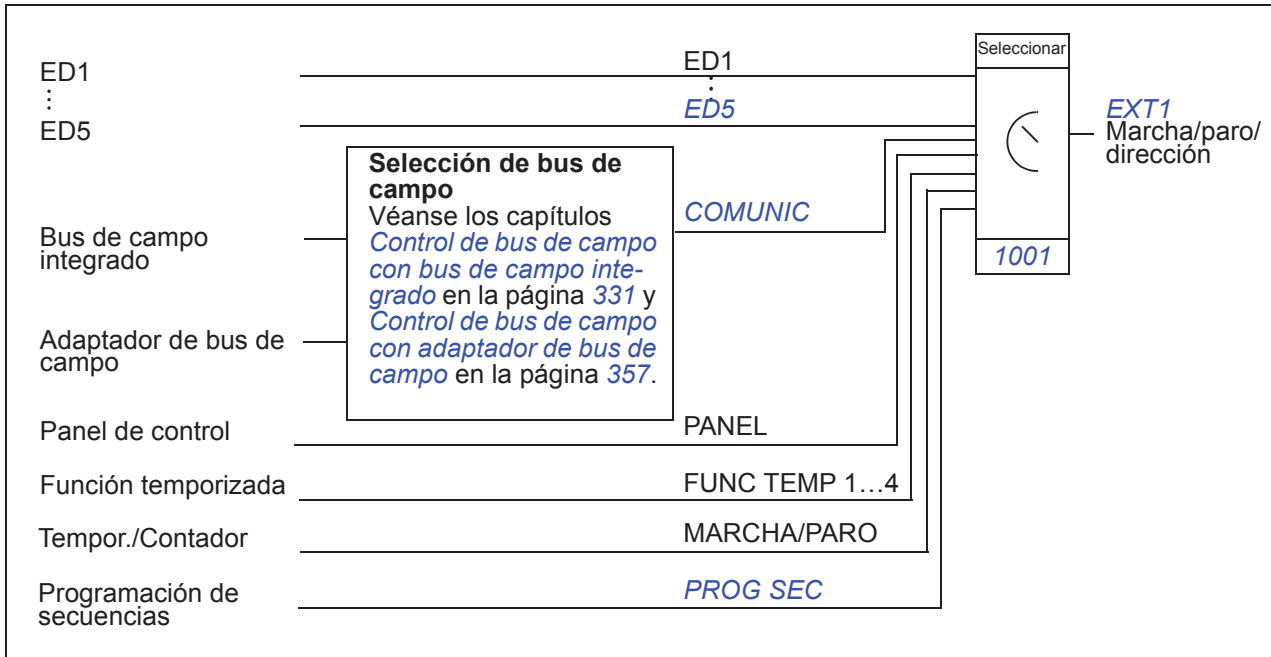 Seleccionar
ED1
ED1
ED5
ED5
EXT1
Marcha/paro/
dirección
Selección de bus de
campo
Véanse los capítulos
Control de bus de campo
con bus de campo inte-
grado en la página 331 y
Control de bus de campo
con adaptador de bus de
campo en la página 357.
COMUNIC
Bus de campo
integrado
1001
Adaptador de bus de
campo
Panel de control
PANEL
Función temporizada
FUNC TEMP 1…4
Tempor./Contador
MARCHA/PARO
Programación de
secuencias
PROG SEC